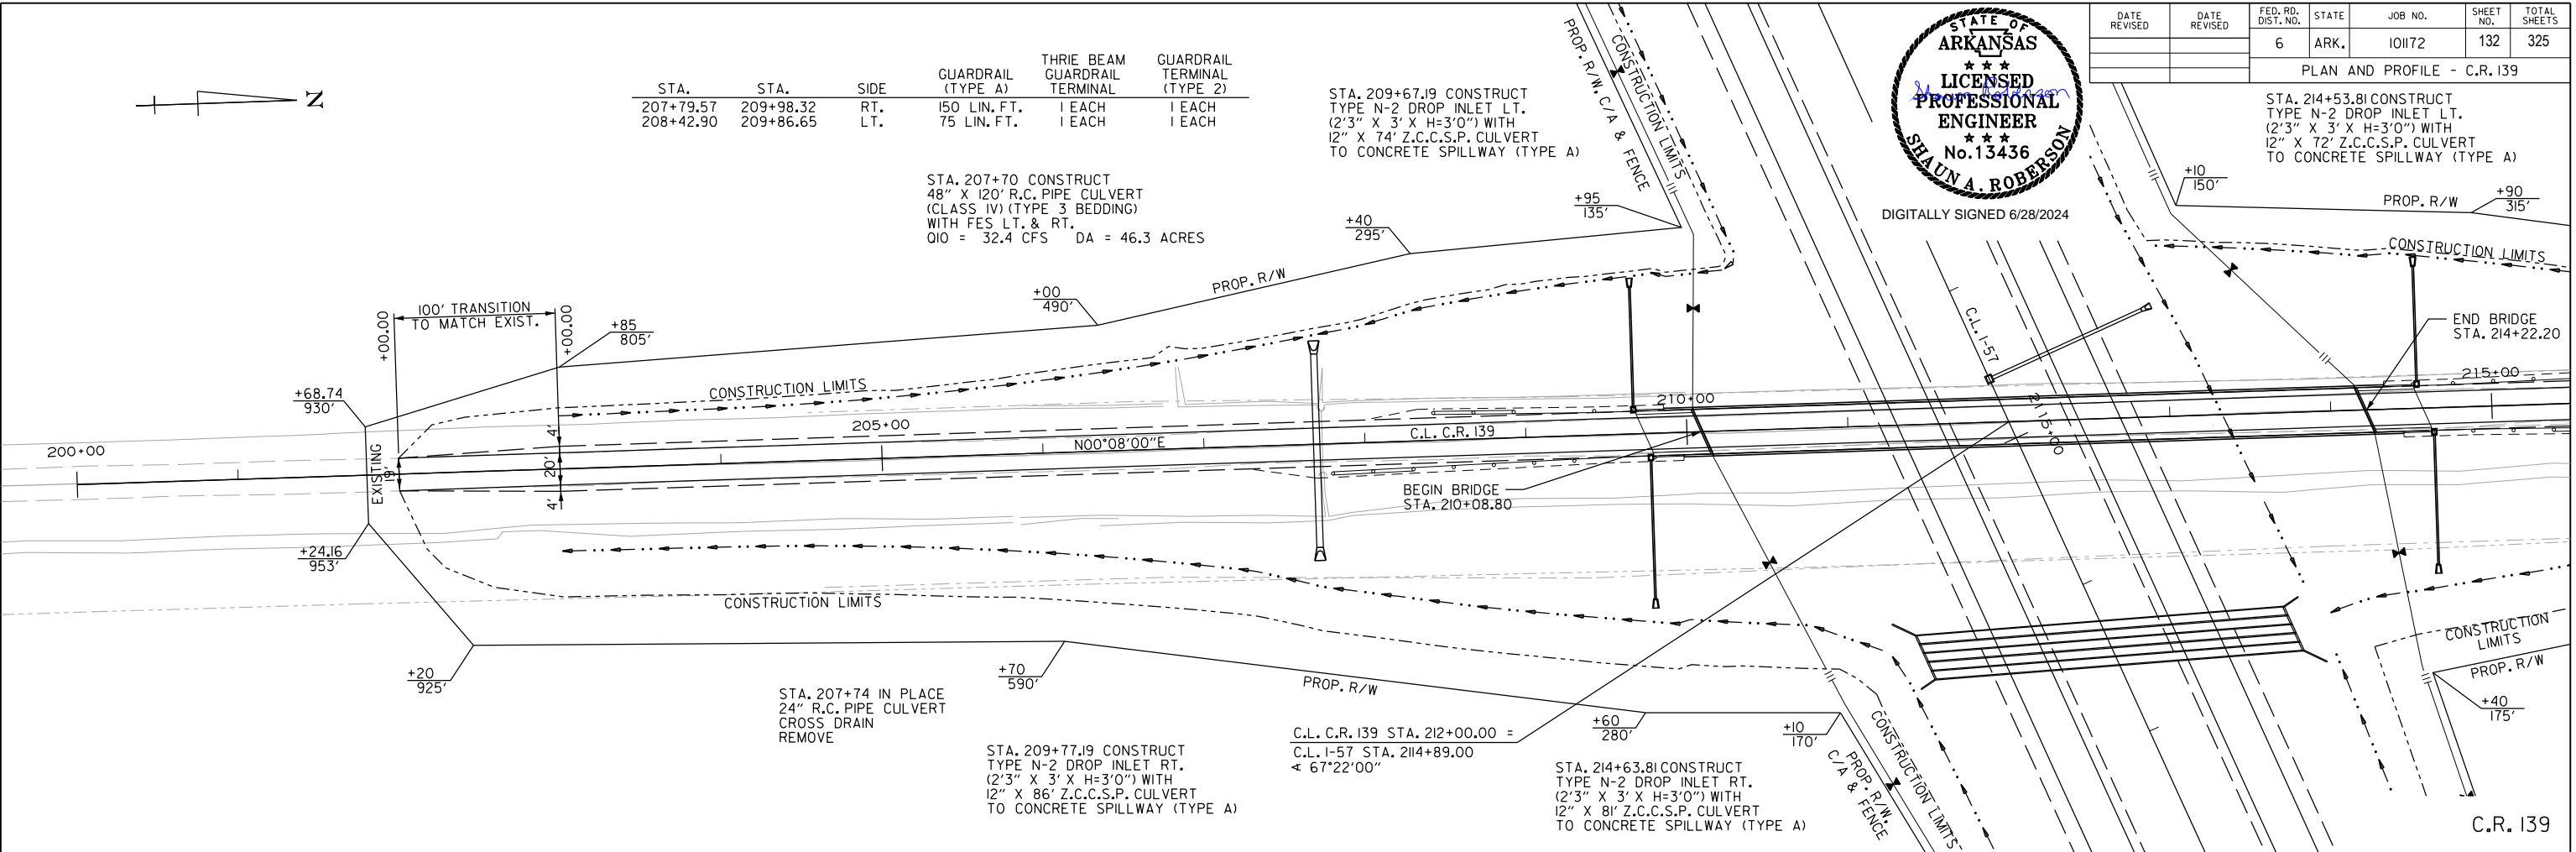 DATE REVISED
DATE REVISED
FED. RD. DIST. NO.
STATE
JOB NO.
SHEET NO.
TOTAL SHEETS
6
ARK.
101172
132
325
PLAN AND PROFILE - C.R. 139
STATE OF
ARKANSAS
★ ★ ★
LICENSED
PROFESSIONAL
ENGINEER
★ ★ ★
No. 13436
SHAUN A. ROBERSON
Shaun Roberson
DIGITALLY SIGNED 6/28/2024
N
STA. STA. SIDE GUARDRAIL (TYPE A) THRIE BEAM GUARDRAIL TERMINAL GUARDRAIL TERMINAL (TYPE 2)
207+79.57 209+98.32 RT. 150 LIN. FT. 1 EACH 1 EACH
208+42.90 209+86.65 LT. 75 LIN. FT. 1 EACH 1 EACH
STA. 209+67.19 CONSTRUCT
TYPE N-2 DROP INLET LT.
(2'3" X 3' X H=3'0") WITH
12" X 74' Z.C.C.S.P. CULVERT
TO CONCRETE SPILLWAY (TYPE A)
STA. 214+53.81 CONSTRUCT
TYPE N-2 DROP INLET LT.
(2'3" X 3' X H=3'0") WITH
12" X 72' Z.C.C.S.P. CULVERT
TO CONCRETE SPILLWAY (TYPE A)
STA. 207+70 CONSTRUCT
48" X 120' R.C. PIPE CULVERT
(CLASS IV) (TYPE 3 BEDDING)
WITH FES LT. & RT.
Q10 = 32.4 CFS DA = 46.3 ACRES
PROP. R/W, C/A & FENCE
CONSTRUCTION LIMITS
+95
135'
+40
295'
+00
490'
PROP. R/W
+10
150'
PROP. R/W
+90
315'
CONSTRUCTION LIMITS
100' TRANSITION
TO MATCH EXIST.
+00.00
+00.00
+85
805'
+68.74
930'
CONSTRUCTION LIMITS
C.L. I-57
END BRIDGE
STA. 214+22.20
200+00
EXISTING
19'
4'
20'
4'
205+00
N00°08'00"E
C.L. C.R. 139
210+00
2115+00
215+00
BEGIN BRIDGE
STA. 210+08.80
+24.16
953'
CONSTRUCTION LIMITS
+20
925'
+70
590'
PROP. R/W
+60
280'
+10
170'
CONSTRUCTION
LIMITS
PROP. R/W
+40
175'
STA. 207+74 IN PLACE
24" R.C. PIPE CULVERT
CROSS DRAIN
REMOVE
STA. 209+77.19 CONSTRUCT
TYPE N-2 DROP INLET RT.
(2'3" X 3' X H=3'0") WITH
12" X 86' Z.C.C.S.P. CULVERT
TO CONCRETE SPILLWAY (TYPE A)
C.L. C.R. 139 STA. 212+00.00 =
C.L. I-57 STA. 2114+89.00
∢ 67°22'00"
STA. 214+63.81 CONSTRUCT
TYPE N-2 DROP INLET RT.
(2'3" X 3' X H=3'0") WITH
12" X 81' Z.C.C.S.P. CULVERT
TO CONCRETE SPILLWAY (TYPE A)
PROP. R/W,
C/A & FENCE
CONSTRUCTION LIMITS
C.R. 139